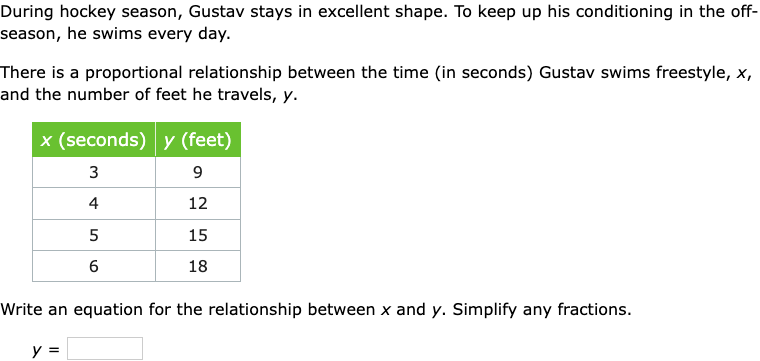 During hockey season, Gustav stays in excellent shape. To keep up his conditioning in the off-
season, he swims every day.
There is a proportional relationship between the time (in seconds) Gustav swims freestyle, x,
and the number of feet he travels, y.
x (seconds) y (feet)
3 9
4 12
5 15
6 18
Write an equation for the relationship between x and y. Simplify any fractions.
y =